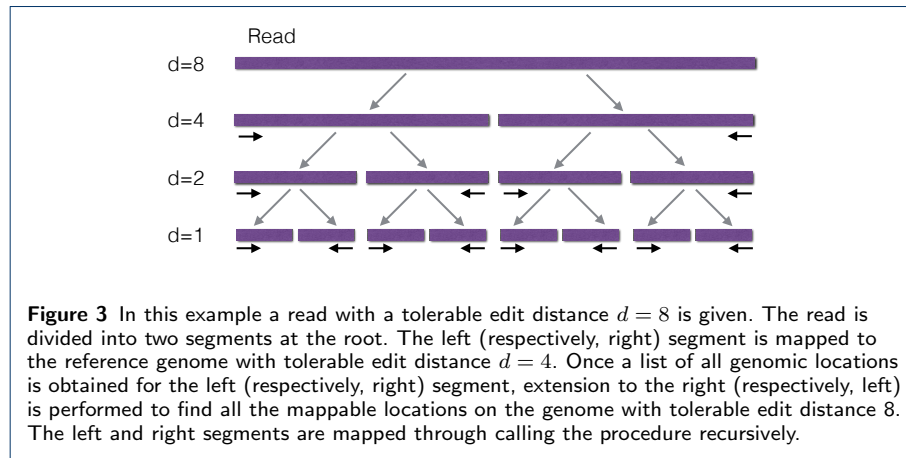 Read
d=8
d=4
d=2
d=1
Figure 3 In this example a read with a tolerable edit distance d = 8 is given. The read is
divided into two segments at the root. The left (respectively, right) segment is mapped to
the reference genome with tolerable edit distance d = 4. Once a list of all genomic locations
is obtained for the left (respectively, right) segment, extension to the right (respectively, left)
is performed to find all the mappable locations on the genome with tolerable edit distance 8.
The left and right segments are mapped through calling the procedure recursively.